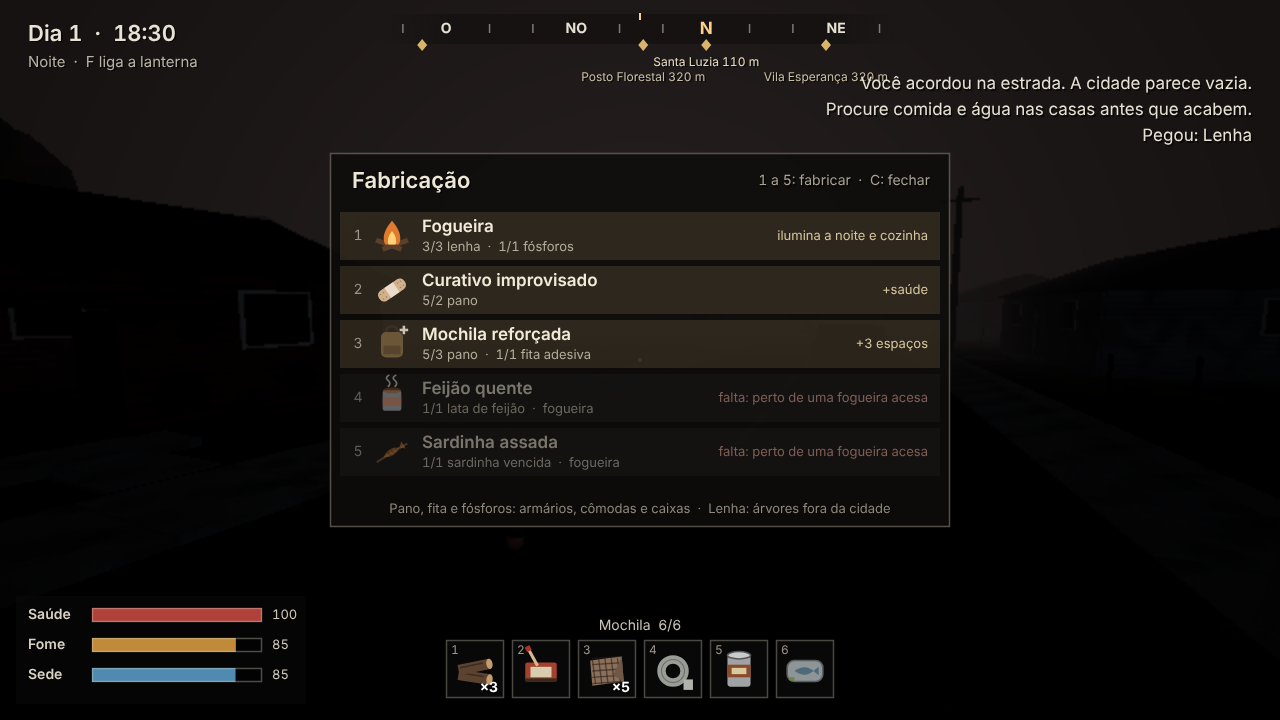 Dia 1 · 18:30
Noite · F liga a lanterna
O NO N NE
Santa Luzia 110 m
Posto Florestal 320 m Vila Esperança 320 m
Você acordou na estrada. A cidade parece vazia.
Procure comida e água nas casas antes que acabem.
Pegou: Lenha
Fabricação 1 a 5: fabricar · C: fechar
1 Fogueira ilumina a noite e cozinha
3/3 lenha · 1/1 fósforos
2 Curativo improvisado +saúde
5/2 pano
3 Mochila reforçada +3 espaços
5/3 pano · 1/1 fita adesiva
4 Feijão quente falta: perto de uma fogueira acesa
1/1 lata de feijão · fogueira
5 Sardinha assada falta: perto de uma fogueira acesa
1/1 sardinha vencida · fogueira
Pano, fita e fósforos: armários, cômodas e caixas · Lenha: árvores fora da cidade
Saúde 100
Fome 85
Sede 85
Mochila 6/6
1 2 3 4 5 6
×3 ×5